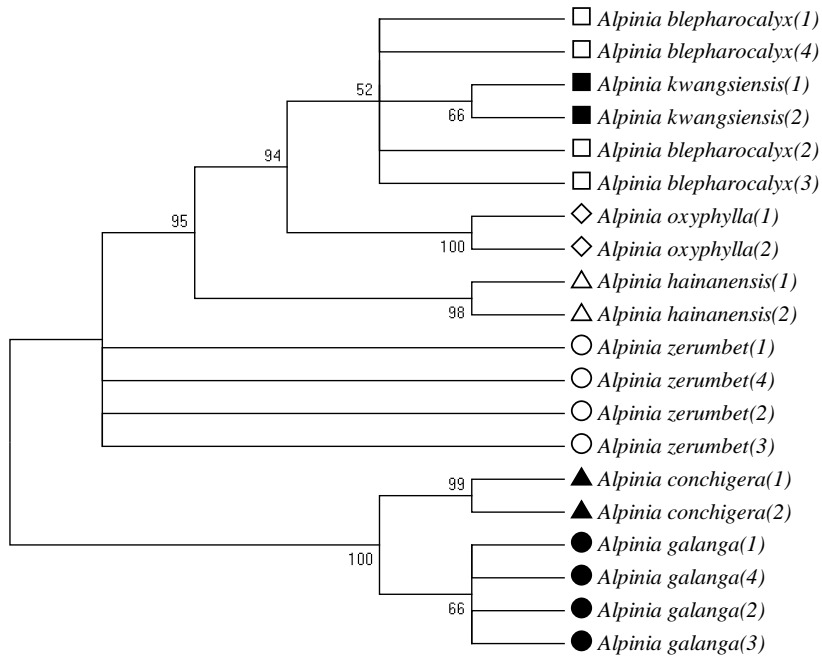 Alpinia blepharocalyx(1)
Alpinia blepharocalyx(4)
52
Alpinia kwangsiensis(1)
66
Alpinia kwangsiensis(2)
94
Alpinia blepharocalyx(2)
Alpinia blepharocalyx(3)
95
Alpinia oxyphylla(1)
100
Alpinia oxyphylla(2)
Alpinia hainanensis(1)
98
Alpinia hainanensis(2)
Alpinia zerumbet(1)
Alpinia zerumbet(4)
Alpinia zerumbet(2)
Alpinia zerumbet(3)
99
Alpinia conchigera(1)
Alpinia conchigera(2)
100
Alpinia galanga(1)
Alpinia galanga(4)
66
Alpinia galanga(2)
Alpinia galanga(3)